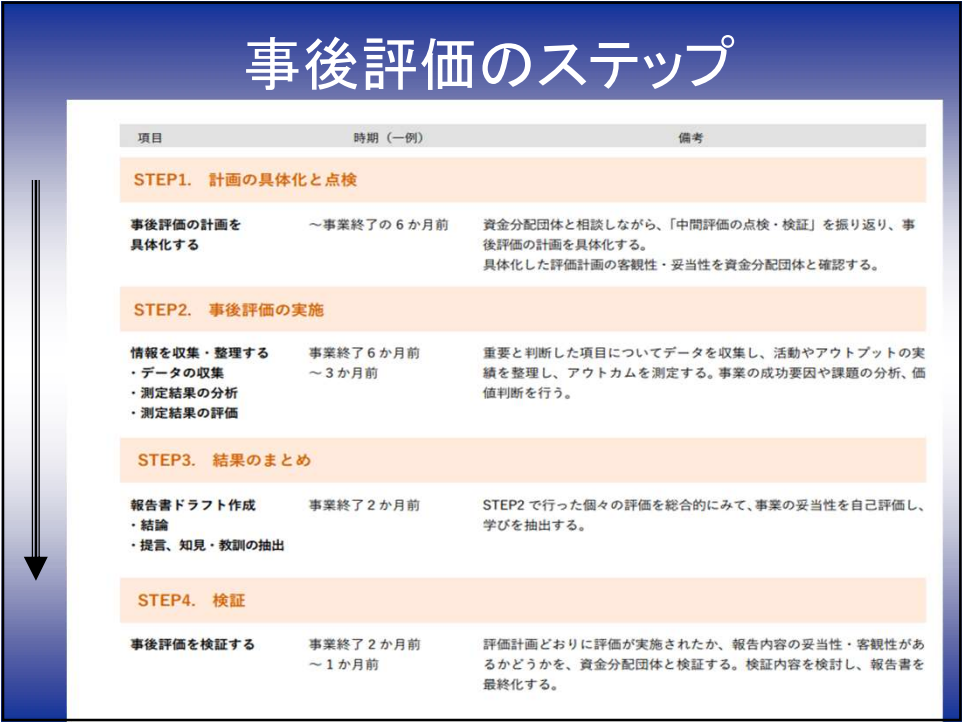 事後評価のステップ
項目 時期（一例） 備考
STEP1. 計画の具体化と点検
事後評価の計画を
具体化する
～事業終了の６か月前
資金分配団体と相談しながら、「中間評価の点検・検証」を振り返り、事
後評価の計画を具体化する。
具体化した評価計画の客観性・妥当性を資金分配団体と確認する。
STEP2. 事後評価の実施
情報を収集・整理する
・データの収集
・測定結果の分析
・測定結果の評価
事業終了６か月前
～３か月前
重要と判断した項目についてデータを収集し、活動やアウトプットの実
績を整理し、アウトカムを測定する。事業の成功要因や課題の分析、価
値判断を行う。
STEP3. 結果のまとめ
報告書ドラフト作成
・結論
・提言、知見・教訓の抽出
事業終了２か月前
STEP2 で行った個々の評価を総合的にみて、事業の妥当性を自己評価し、
学びを抽出する。
STEP4. 検証
事後評価を検証する
事業終了２か月前
～１か月前
評価計画どおりに評価が実施されたか、報告内容の妥当性・客観性があ
るかどうかを、資金分配団体と検証する。検証内容を検討し、報告書を
最終化する。